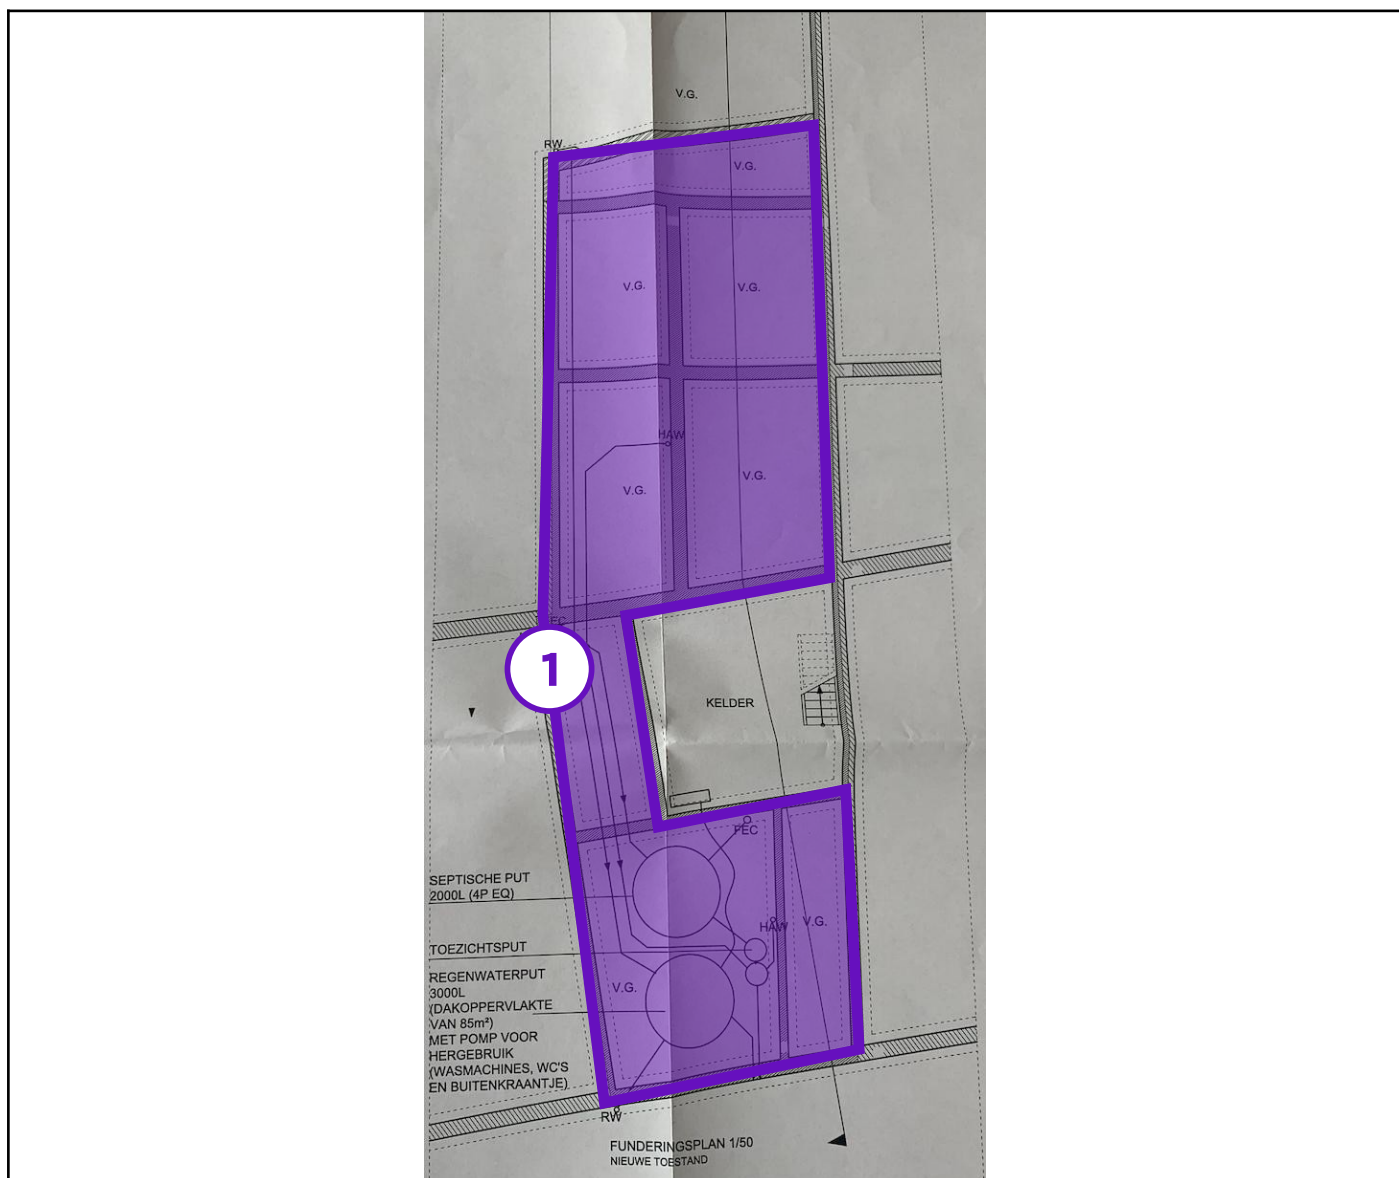 V.G.
RW
V.G.
V.G.
V.G.
HAW
V.G.
V.G.
EC
1
KELDER
FEC
SEPTISCHE PUT
2000L (4P EQ)
HAW
V.G.
TOEZICHTSPUT
REGENWATERPUT
3000L
(DAKOPPERVLAKTE
VAN 85m²)
MET POMP VOOR
HERGEBRUIK
(WASMACHINES, WC'S
EN BUITENKRAANTJE)
V.G.
RW
FUNDERINGSPLAN 1/50
NIEUWE TOESTAND